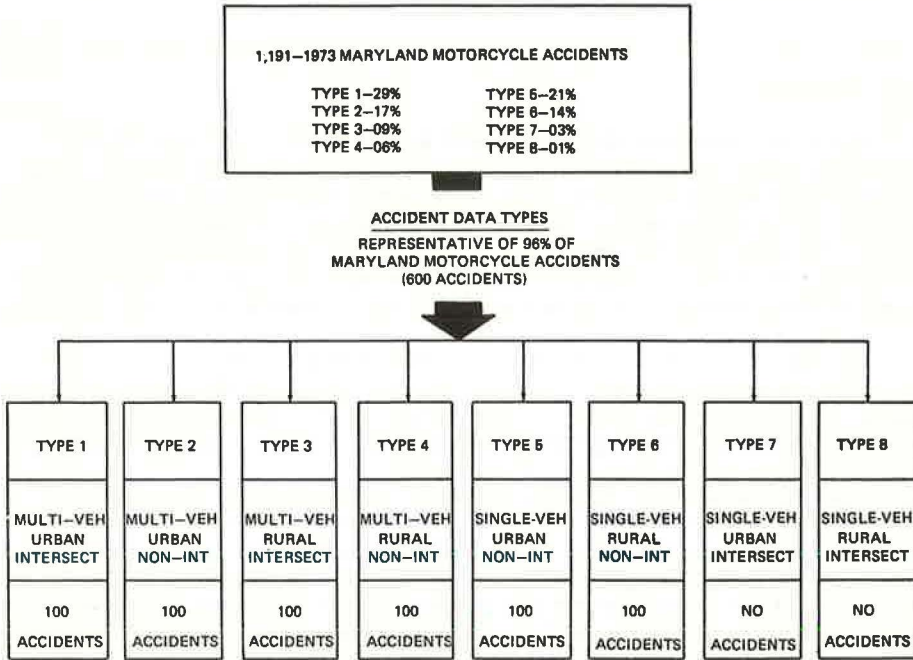 1,191–1973 MARYLAND MOTORCYCLE ACCIDENTS
TYPE 1–29%
TYPE 2–17%
TYPE 3–09%
TYPE 4–06%
TYPE 5–21%
TYPE 6–14%
TYPE 7–03%
TYPE 8–01%
ACCIDENT DATA TYPES
REPRESENTATIVE OF 96% OF
MARYLAND MOTORCYCLE ACCIDENTS
(600 ACCIDENTS)
TYPE 1
MULTI–VEH
URBAN
INTERSECT
100
ACCIDENTS
TYPE 2
MULTI–VEH
URBAN
NON–INT
100
ACCIDENTS
TYPE 3
MULTI–VEH
RURAL
INTERSECT
100
ACCIDENTS
TYPE 4
MULTI–VEH
RURAL
NON–INT
100
ACCIDENTS
TYPE 5
SINGLE-VEH
URBAN
NON–INT
100
ACCIDENTS
TYPE 6
SINGLE-VEH
RURAL
NON–INT
100
ACCIDENTS
TYPE 7
SINGLE-VEH
URBAN
INTERSECT
NO
ACCIDENTS
TYPE 8
SINGLE-VEH
RURAL
INTERSECT
NO
ACCIDENTS